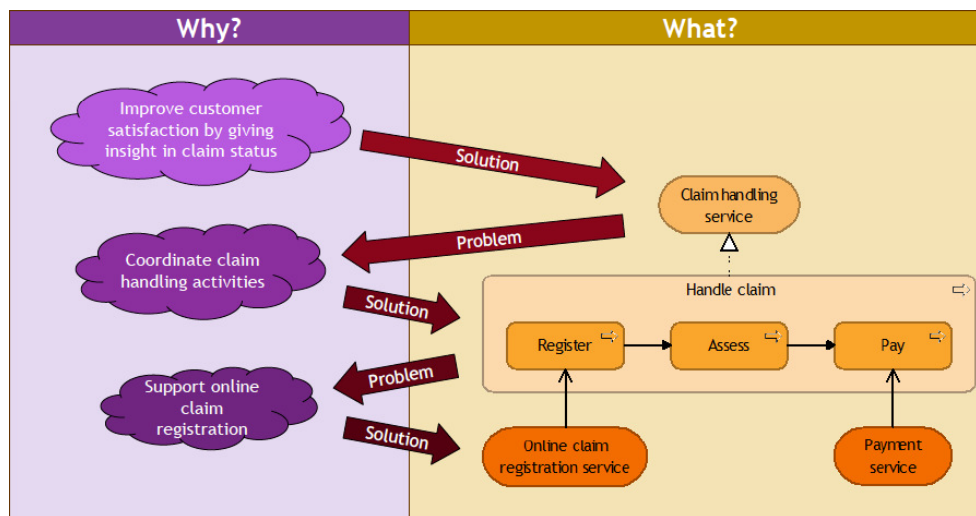 Why?
What?
Improve customer
satisfaction by giving
insight in claim status
Solution
Claim handling
service
Problem
Coordinate claim
handling activities
Solution
Handle claim
Register
Assess
Pay
Problem
Support online
claim
registration
Solution
Online claim
registration service
Payment
service